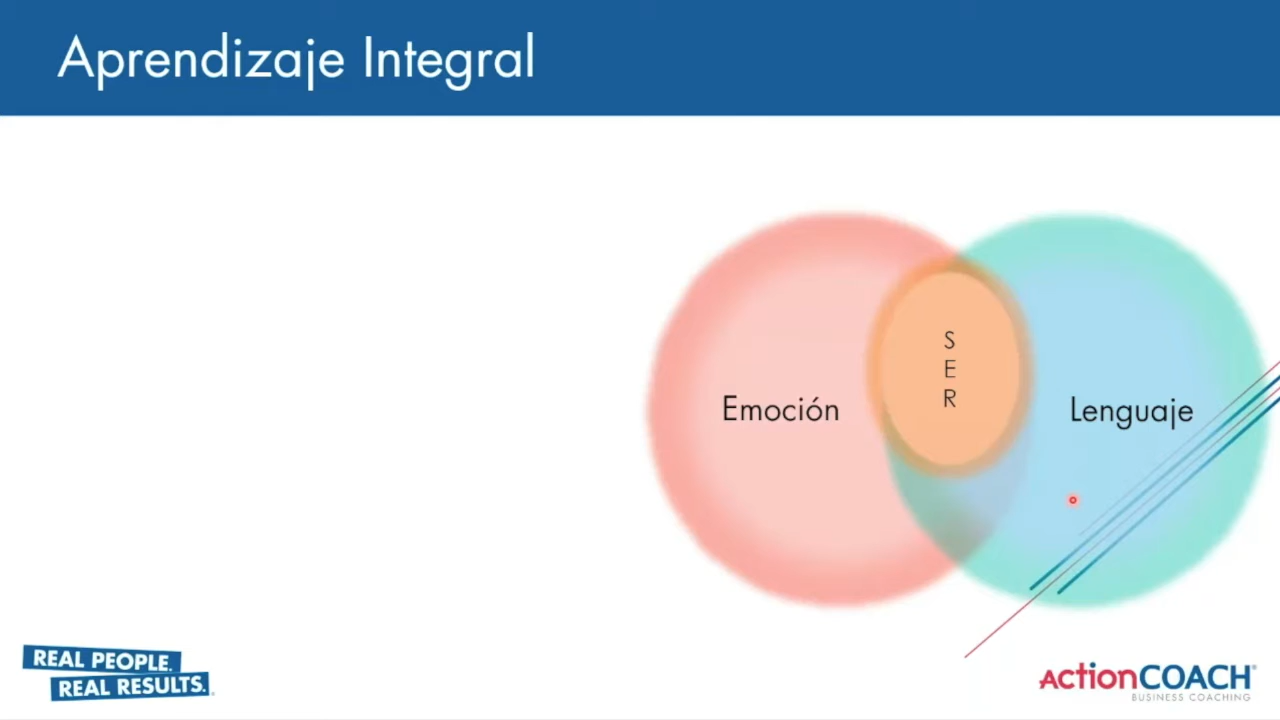 Aprendizaje Integral
S
E
R
Emoción
Lenguaje
REAL PEOPLE.
REAL RESULTS.
ActionCOACH®
BUSINESS COACHING